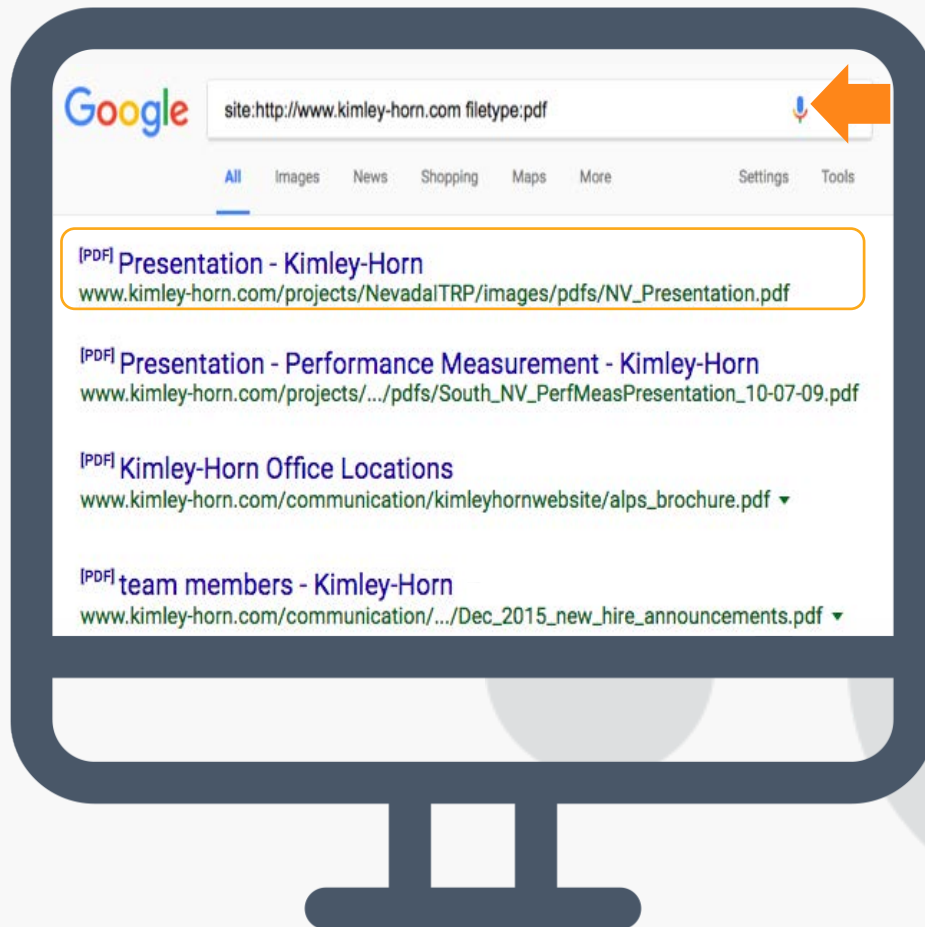 Google site:http://www.kimley-horn.com filetype:pdf
All Images News Shopping Maps More Settings Tools
[PDF] Presentation - Kimley-Horn
www.kimley-horn.com/projects/NevadaITRP/images/pdfs/NV_Presentation.pdf
[PDF] Presentation - Performance Measurement - Kimley-Horn
www.kimley-horn.com/projects/.../pdfs/South_NV_PerfMeasPresentation_10-07-09.pdf
[PDF] Kimley-Horn Office Locations
www.kimley-horn.com/communication/kimleyhornwebsite/alps_brochure.pdf
[PDF] team members - Kimley-Horn
www.kimley-horn.com/communication/.../Dec_2015_new_hire_announcements.pdf